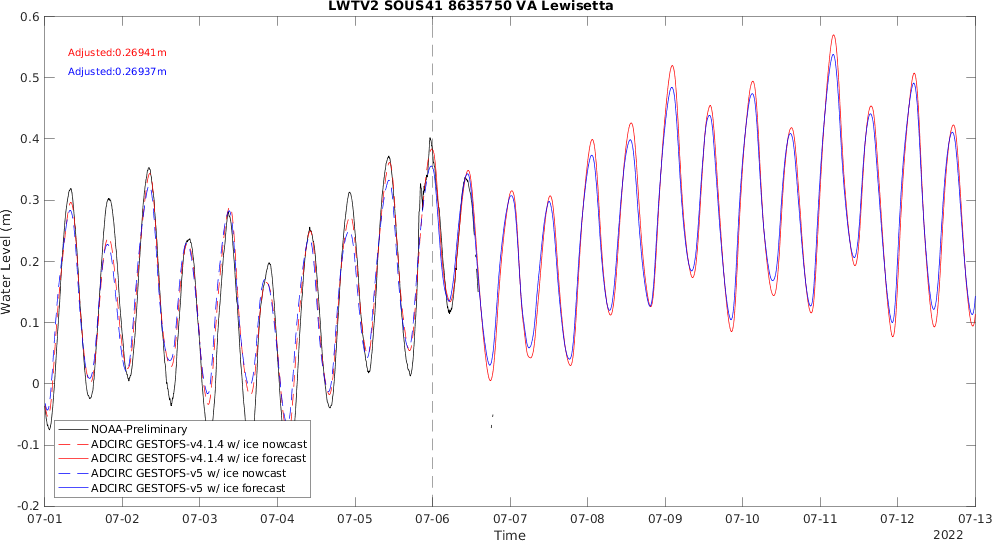 LWTV2 SOUS41 8635750 VA Lewisetta
0.6
0.5
0.4
0.3
0.2
0.1
0
-0.1
-0.2
Water Level (m)
Adjusted:0.26941m
Adjusted:0.26937m
NOAA-Preliminary
ADCIRC GESTOFS-v4.1.4 w/ ice nowcast
ADCIRC GESTOFS-v4.1.4 w/ ice forecast
ADCIRC GESTOFS-v5 w/ ice nowcast
ADCIRC GESTOFS-v5 w/ ice forecast
07-01 07-02 07-03 07-04 07-05 07-06 07-07 07-08 07-09 07-10 07-11 07-12 07-13
Time
2022